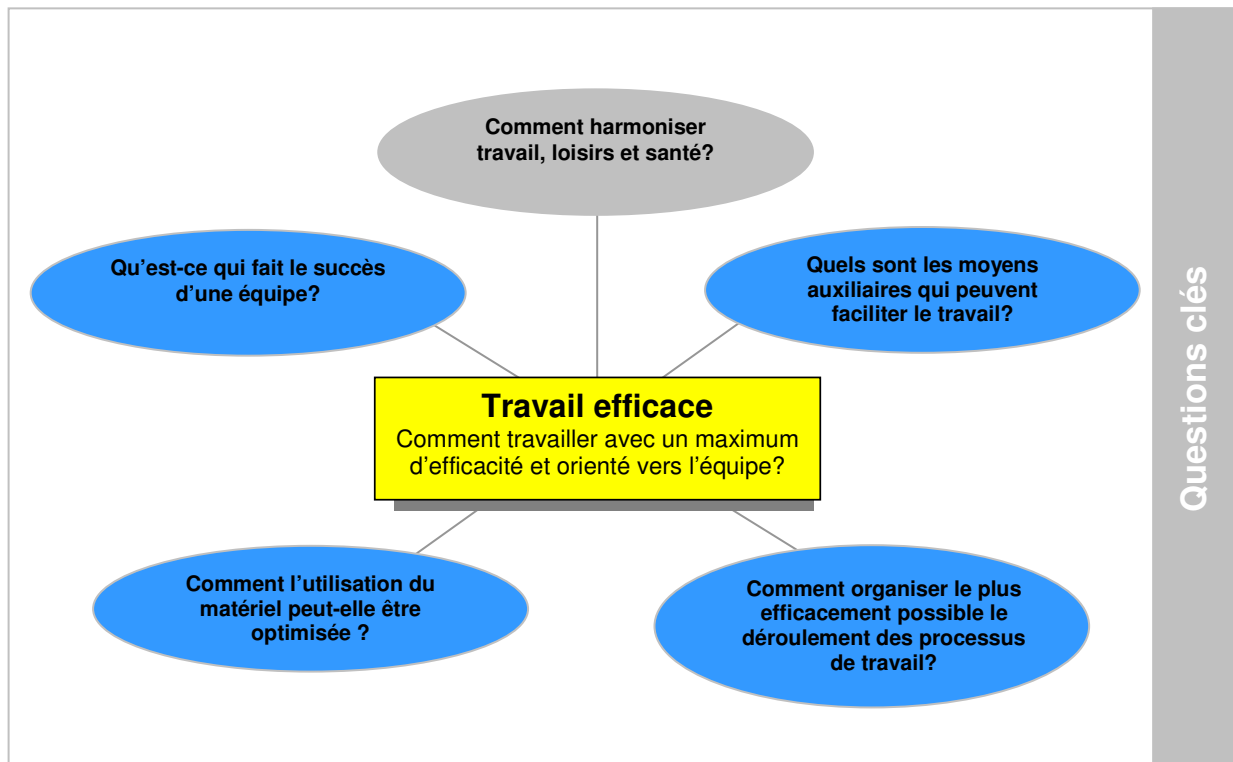 Comment harmoniser
travail, loisirs et santé?
Qu’est-ce qui fait le succès
d’une équipe?
Quels sont les moyens
auxiliaires qui peuvent
faciliter le travail?
Travail efficace
Comment travailler avec un maximum
d’efficacité et orienté vers l’équipe?
Comment l’utilisation du
matériel peut-elle être
optimisée ?
Comment organiser le plus
efficacement possible le
déroulement des processus
de travail?
Questions clés